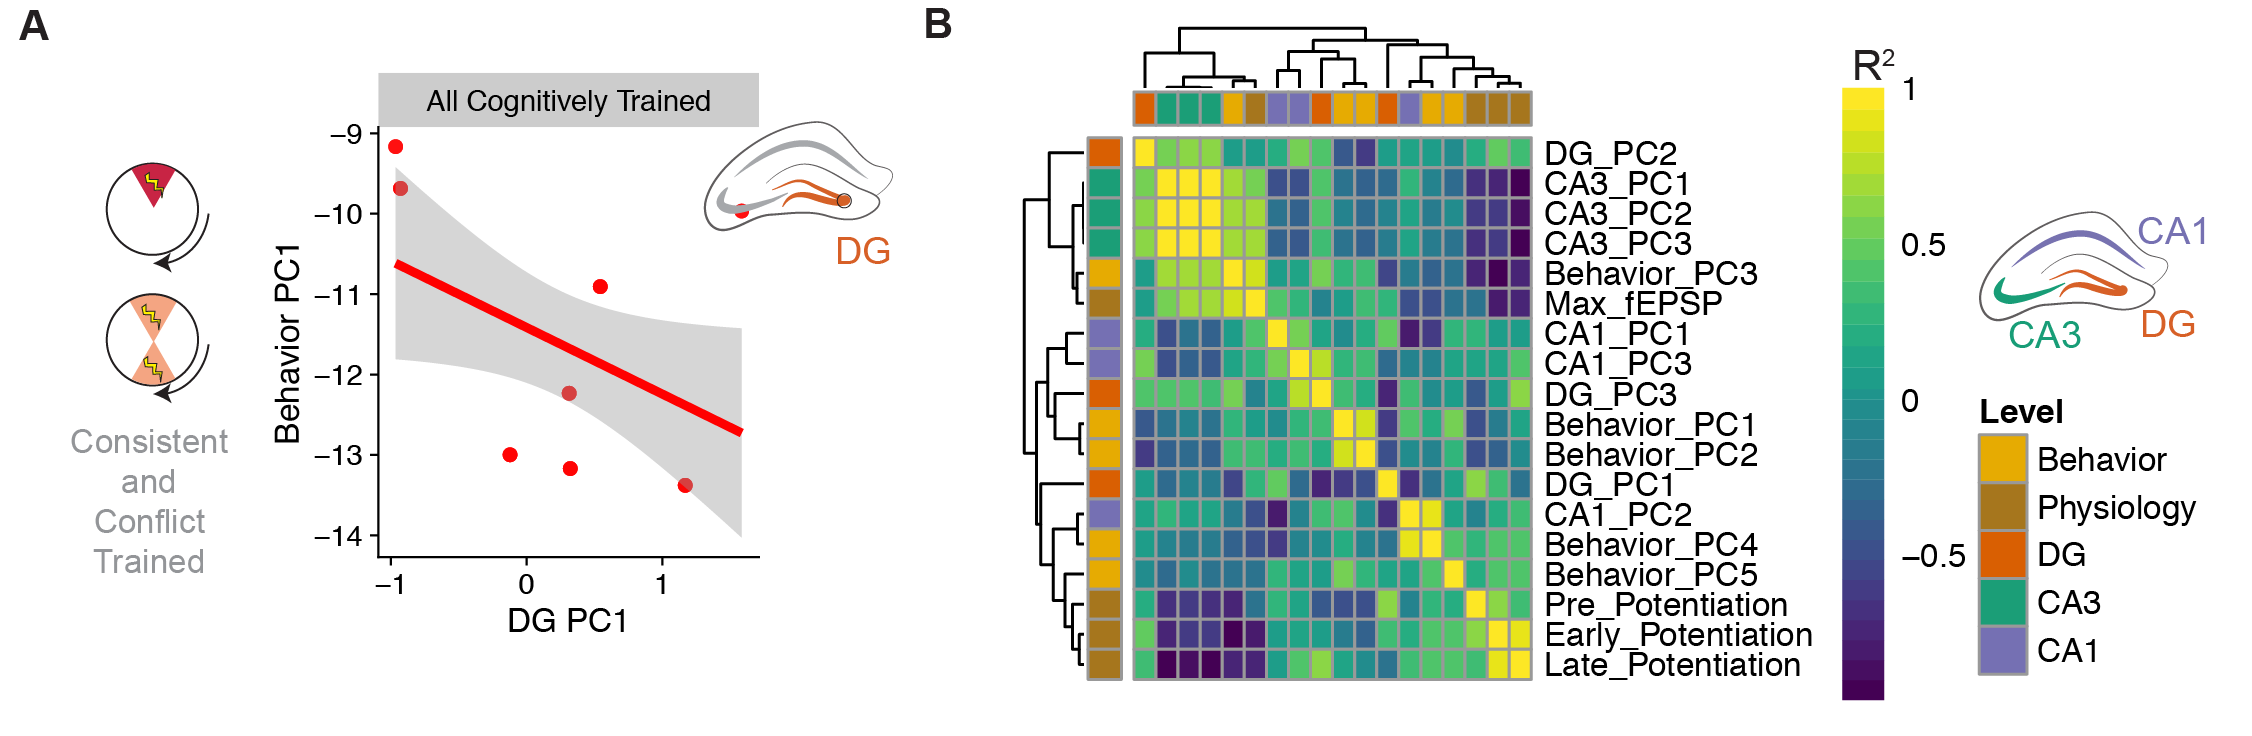 A
All Cognitively Trained
−9
−10
−11
−12
−13
−14
Behavior PC1
−1
0
1
DG PC1
DG
Consistent
and
Conflict
Trained
B
DG_PC2
CA3_PC1
CA3_PC2
CA3_PC3
Behavior_PC3
Max_fEPSP
CA1_PC1
CA1_PC3
DG_PC3
Behavior_PC1
Behavior_PC2
DG_PC1
CA1_PC2
Behavior_PC4
Behavior_PC5
Pre_Potentiation
Early_Potentiation
Late_Potentiation
R²
1
0.5
0
−0.5
CA1
CA3
DG
Level
Behavior
Physiology
DG
CA3
CA1